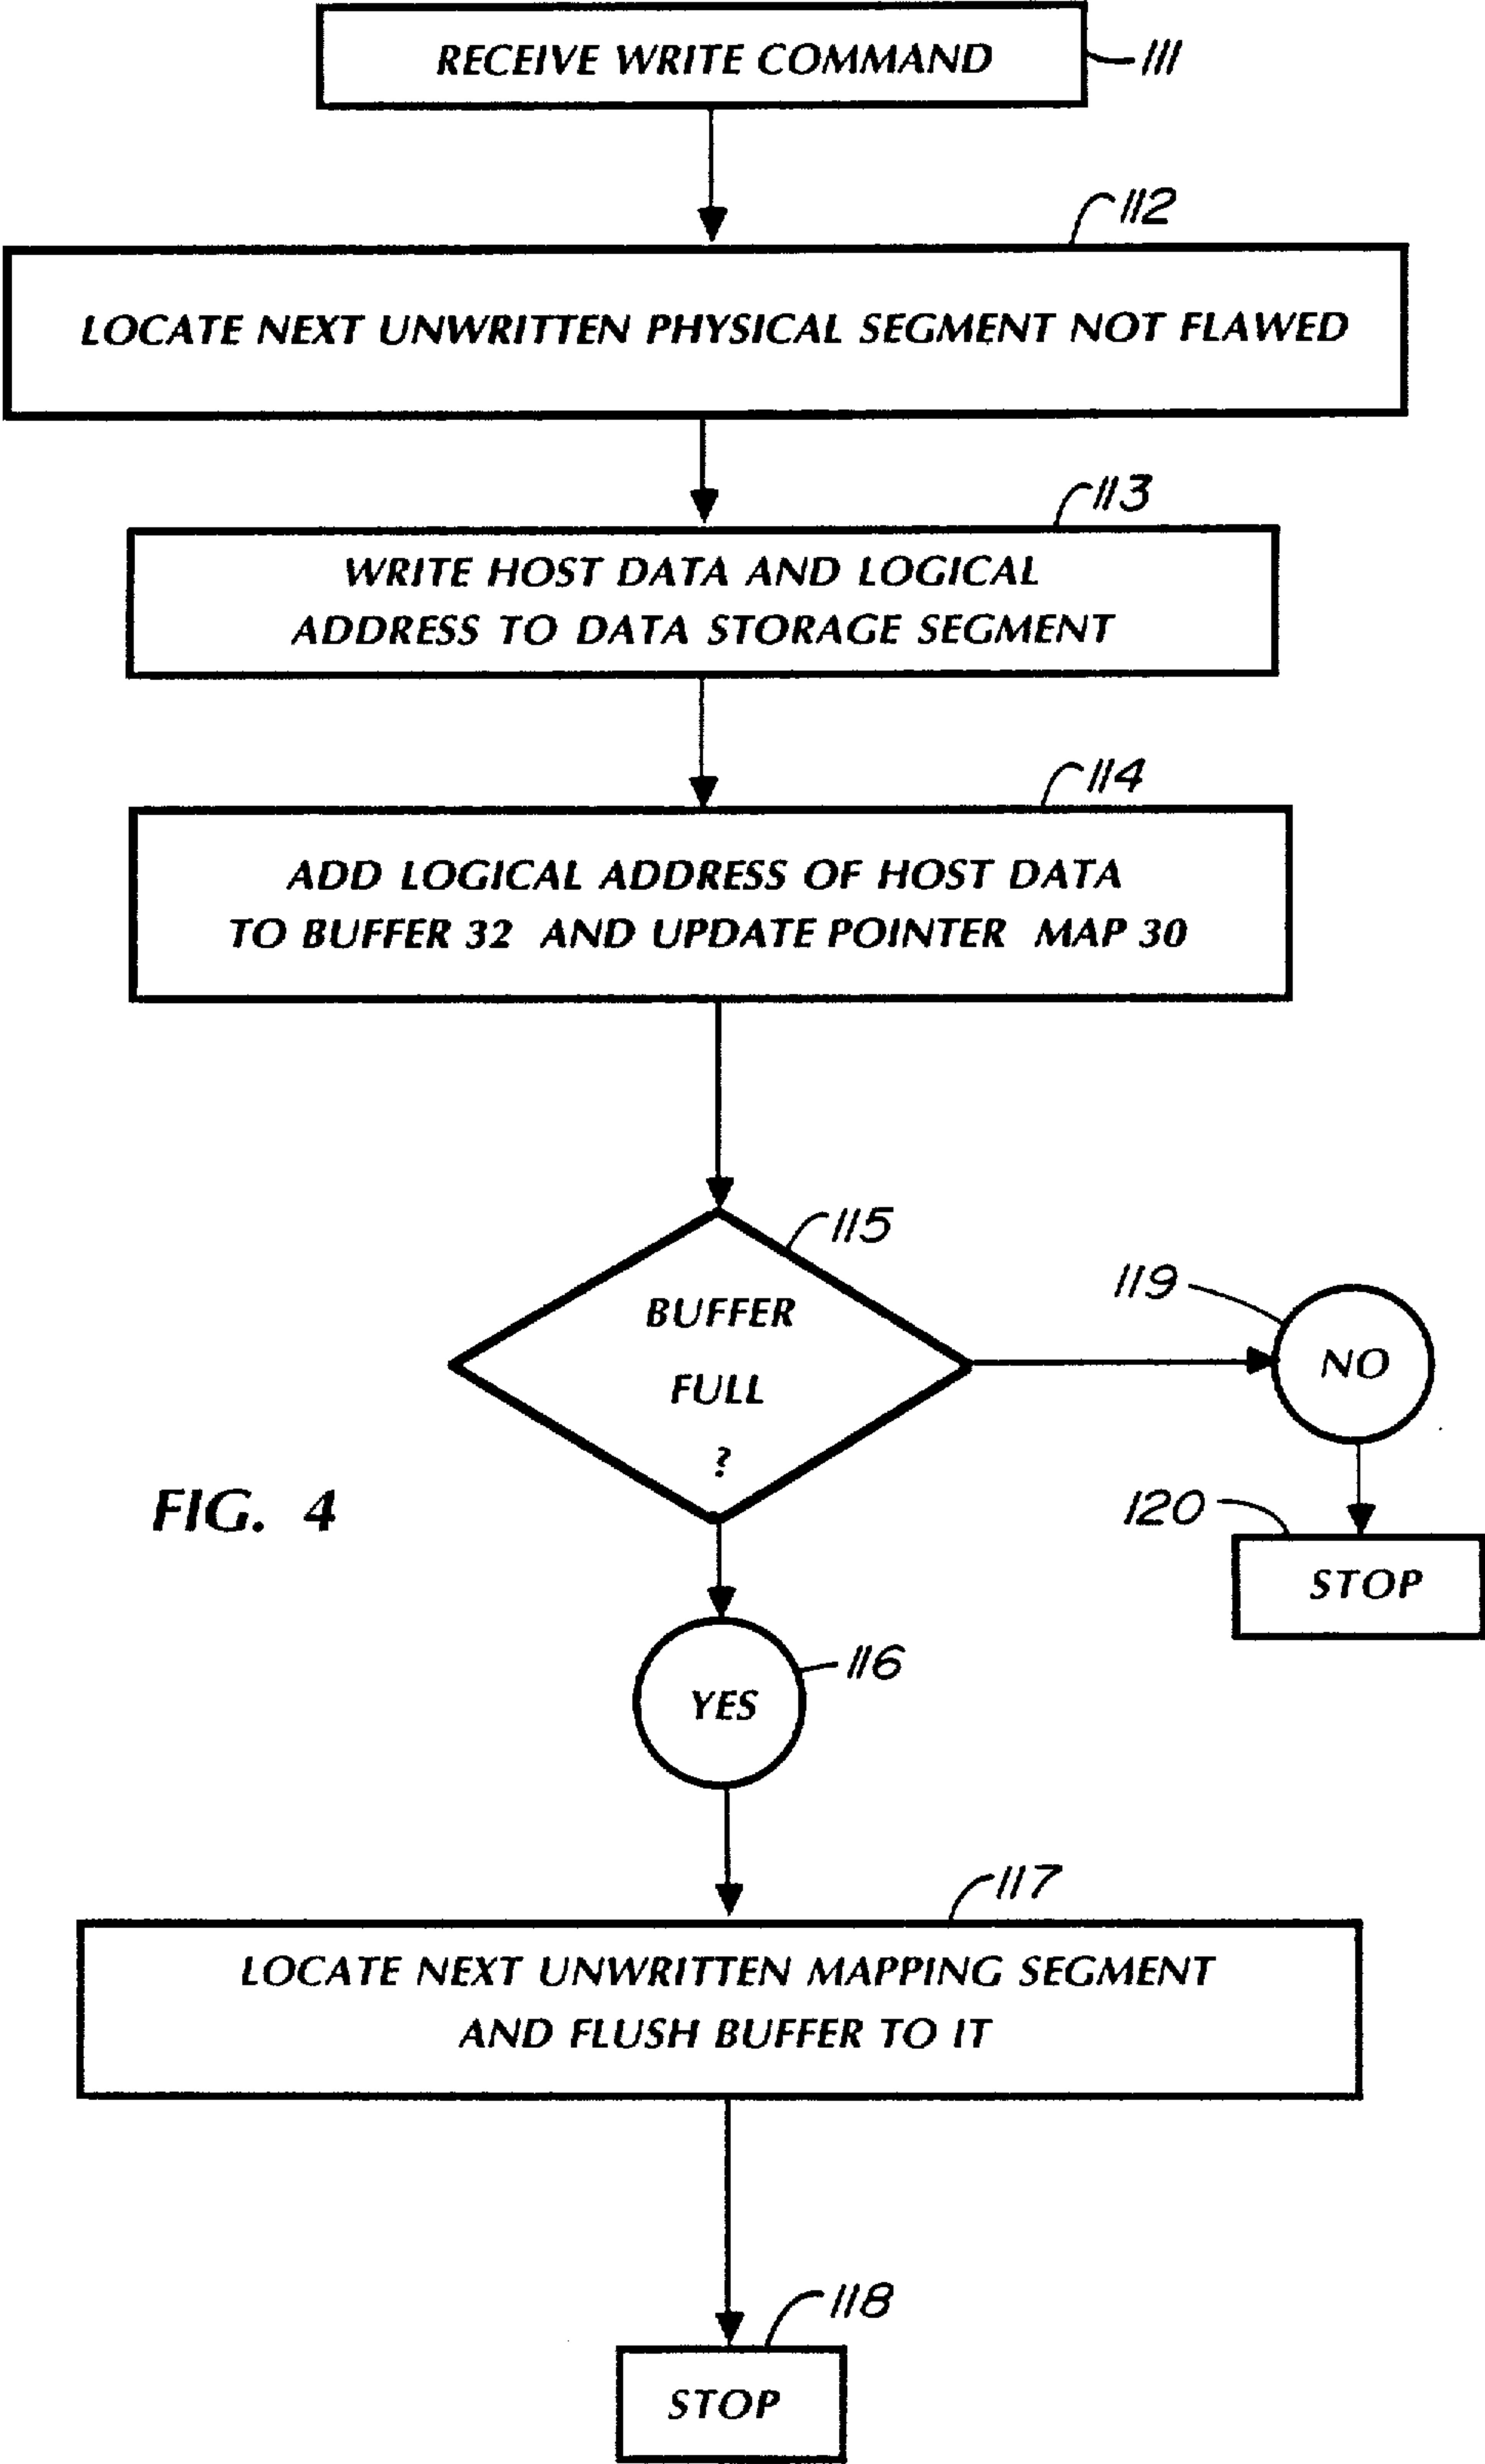 RECEIVE WRITE COMMAND
111
112
LOCATE NEXT UNWRITTEN PHYSICAL SEGMENT NOT FLAWED
113
WRITE HOST DATA AND LOGICAL
ADDRESS TO DATA STORAGE SEGMENT
114
ADD LOGICAL ADDRESS OF HOST DATA
TO BUFFER 32 AND UPDATE POINTER MAP 30
115
BUFFER
FULL
?
119
NO
FIG. 4
120
STOP
116
YES
117
LOCATE NEXT UNWRITTEN MAPPING SEGMENT
AND FLUSH BUFFER TO IT
118
STOP